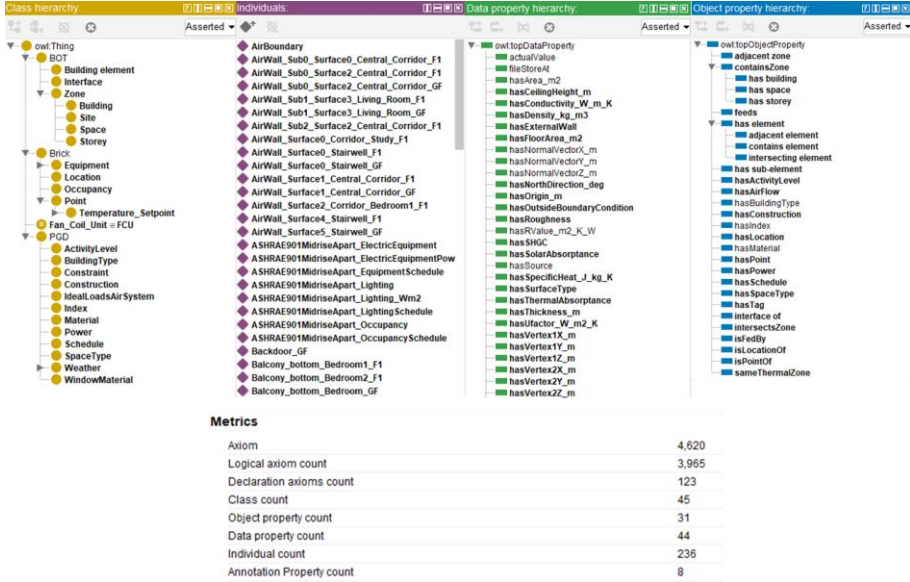 Class hierarchy:
Asserted
owl:Thing
BOT
Building element
Interface
Zone
Building
Site
Space
Storey
Brick
Equipment
Location
Occupancy
Point
Temperature_Setpoint
Fan_Coil_Unit ≡ FCU
PGD
ActivityLevel
BuildingType
Constraint
Construction
IdealLoadsAirSystem
Index
Material
Power
Schedule
SpaceType
Weather
WindowMaterial
Individuals:
AirBoundary
AirWall_Sub0_Surface0_Central_Corridor_F1
AirWall_Sub0_Surface2_Central_Corridor_F1
AirWall_Sub0_Surface2_Central_Corridor_GF
AirWall_Sub1_Surface3_Living_Room_F1
AirWall_Sub1_Surface3_Living_Room_GF
AirWall_Sub2_Surface2_Central_Corridor_F1
AirWall_Surface0_Corridor_Study_F1
AirWall_Surface0_Stairwell_F1
AirWall_Surface0_Stairwell_GF
AirWall_Surface1_Central_Corridor_F1
AirWall_Surface1_Central_Corridor_GF
AirWall_Surface2_Corridor_Bedroom1_F1
AirWall_Surface4_Stairwell_F1
AirWall_Surface5_Stairwell_GF
ASHRAE901MidriseApart_ElectricEquipment
ASHRAE901MidriseApart_ElectricEquipmentPow
ASHRAE901MidriseApart_EquipmentSchedule
ASHRAE901MidriseApart_Lighting
ASHRAE901MidriseApart_Lighting_Wm2
ASHRAE901MidriseApart_LightingSchedule
ASHRAE901MidriseApart_Occupancy
ASHRAE901MidriseApart_OccupancySchedule
Backdoor_GF
Balcony_bottom_Bedroom1_F1
Balcony_bottom_Bedroom2_F1
Balcony_bottom_Bedroom_GF
Data property hierarchy:
Asserted
owl:topDataProperty
actualValue
fileStoreAt
hasArea_m2
hasCeilingHeight_m
hasConductivity_W_m_K
hasDensity_kg_m3
hasExternalWall
hasFloorArea_m2
hasNormalVectorX_m
hasNormalVectorY_m
hasNormalVectorZ_m
hasNorthDirection_deg
hasOrigin_m
hasOutsideBoundaryCondition
hasRoughness
hasRValue_m2_K_W
hasSHGC
hasSolarAbsorptance
hasSource
hasSpecificHeat_J_kg_K
hasSurfaceType
hasThermalAbsorptance
hasThickness_m
hasUfactor_W_m2_K
hasVertex1X_m
hasVertex1Y_m
hasVertex1Z_m
hasVertex2X_m
hasVertex2Y_m
hasVertex2Z_m
Object property hierarchy:
Asserted
owl:topObjectProperty
adjacent zone
containsZone
has building
has space
has storey
feeds
has element
adjacent element
contains element
intersecting element
has sub-element
hasActivityLevel
hasAirFlow
hasBuildingType
hasConstruction
hasIndex
hasLocation
hasMaterial
hasPoint
hasPower
hasSchedule
hasSpaceType
hasTag
interface of
intersectsZone
isFedBy
isLocationOf
isPointOf
sameThermalZone
Metrics
Axiom 4,620
Logical axiom count 3,965
Declaration axioms count 123
Class count 45
Object property count 31
Data property count 44
Individual count 236
Annotation Property count 8